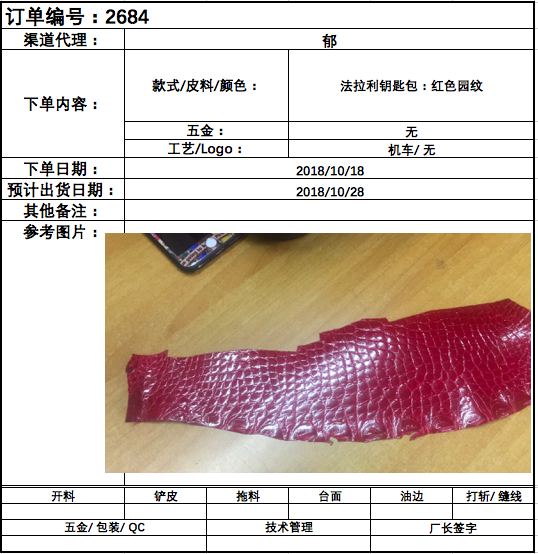 订单编号：2684
渠道代理： 郁
下单内容： 款式/皮料/颜色： 法拉利钥匙包：红色园纹
五金： 无
工艺/Logo： 机车/ 无
下单日期： 2018/10/18
预计出货日期： 2018/10/28
其他备注：
参考图片：
开料 铲皮 拖料 台面 油边 打斩/ 缝线
五金/ 包装/ QC 技术管理 厂长签字